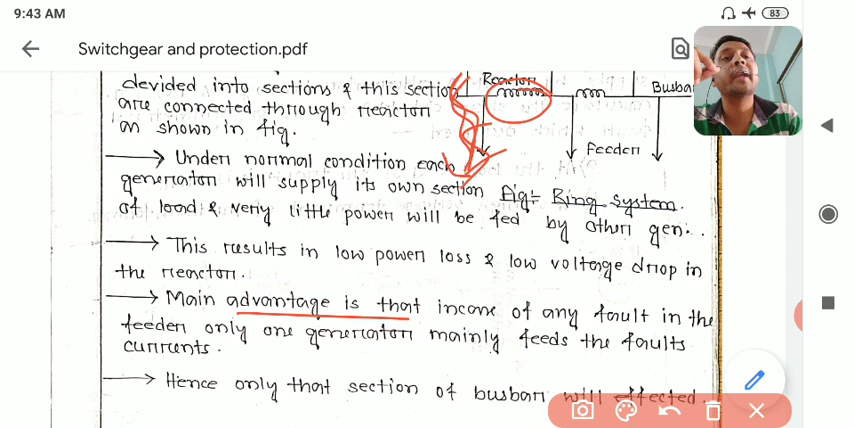 9:43 AM
83
Switchgear and protection.pdf
Reactor
devided into sections & this section
Busbar
are connected through reactor
as shown in fig.
Feeder
→ Under normal condition each
generator will supply its own section
Fig:- Ring System.
of load & very little power will be fed by othr gen.
→ This results in low power loss & low voltage drop in
the reactor.
→ Main advantage is that incase of any fault in the
feeder only one generator mainly feeds the faults
currents.
→ Hence only that section of busbar will effected.